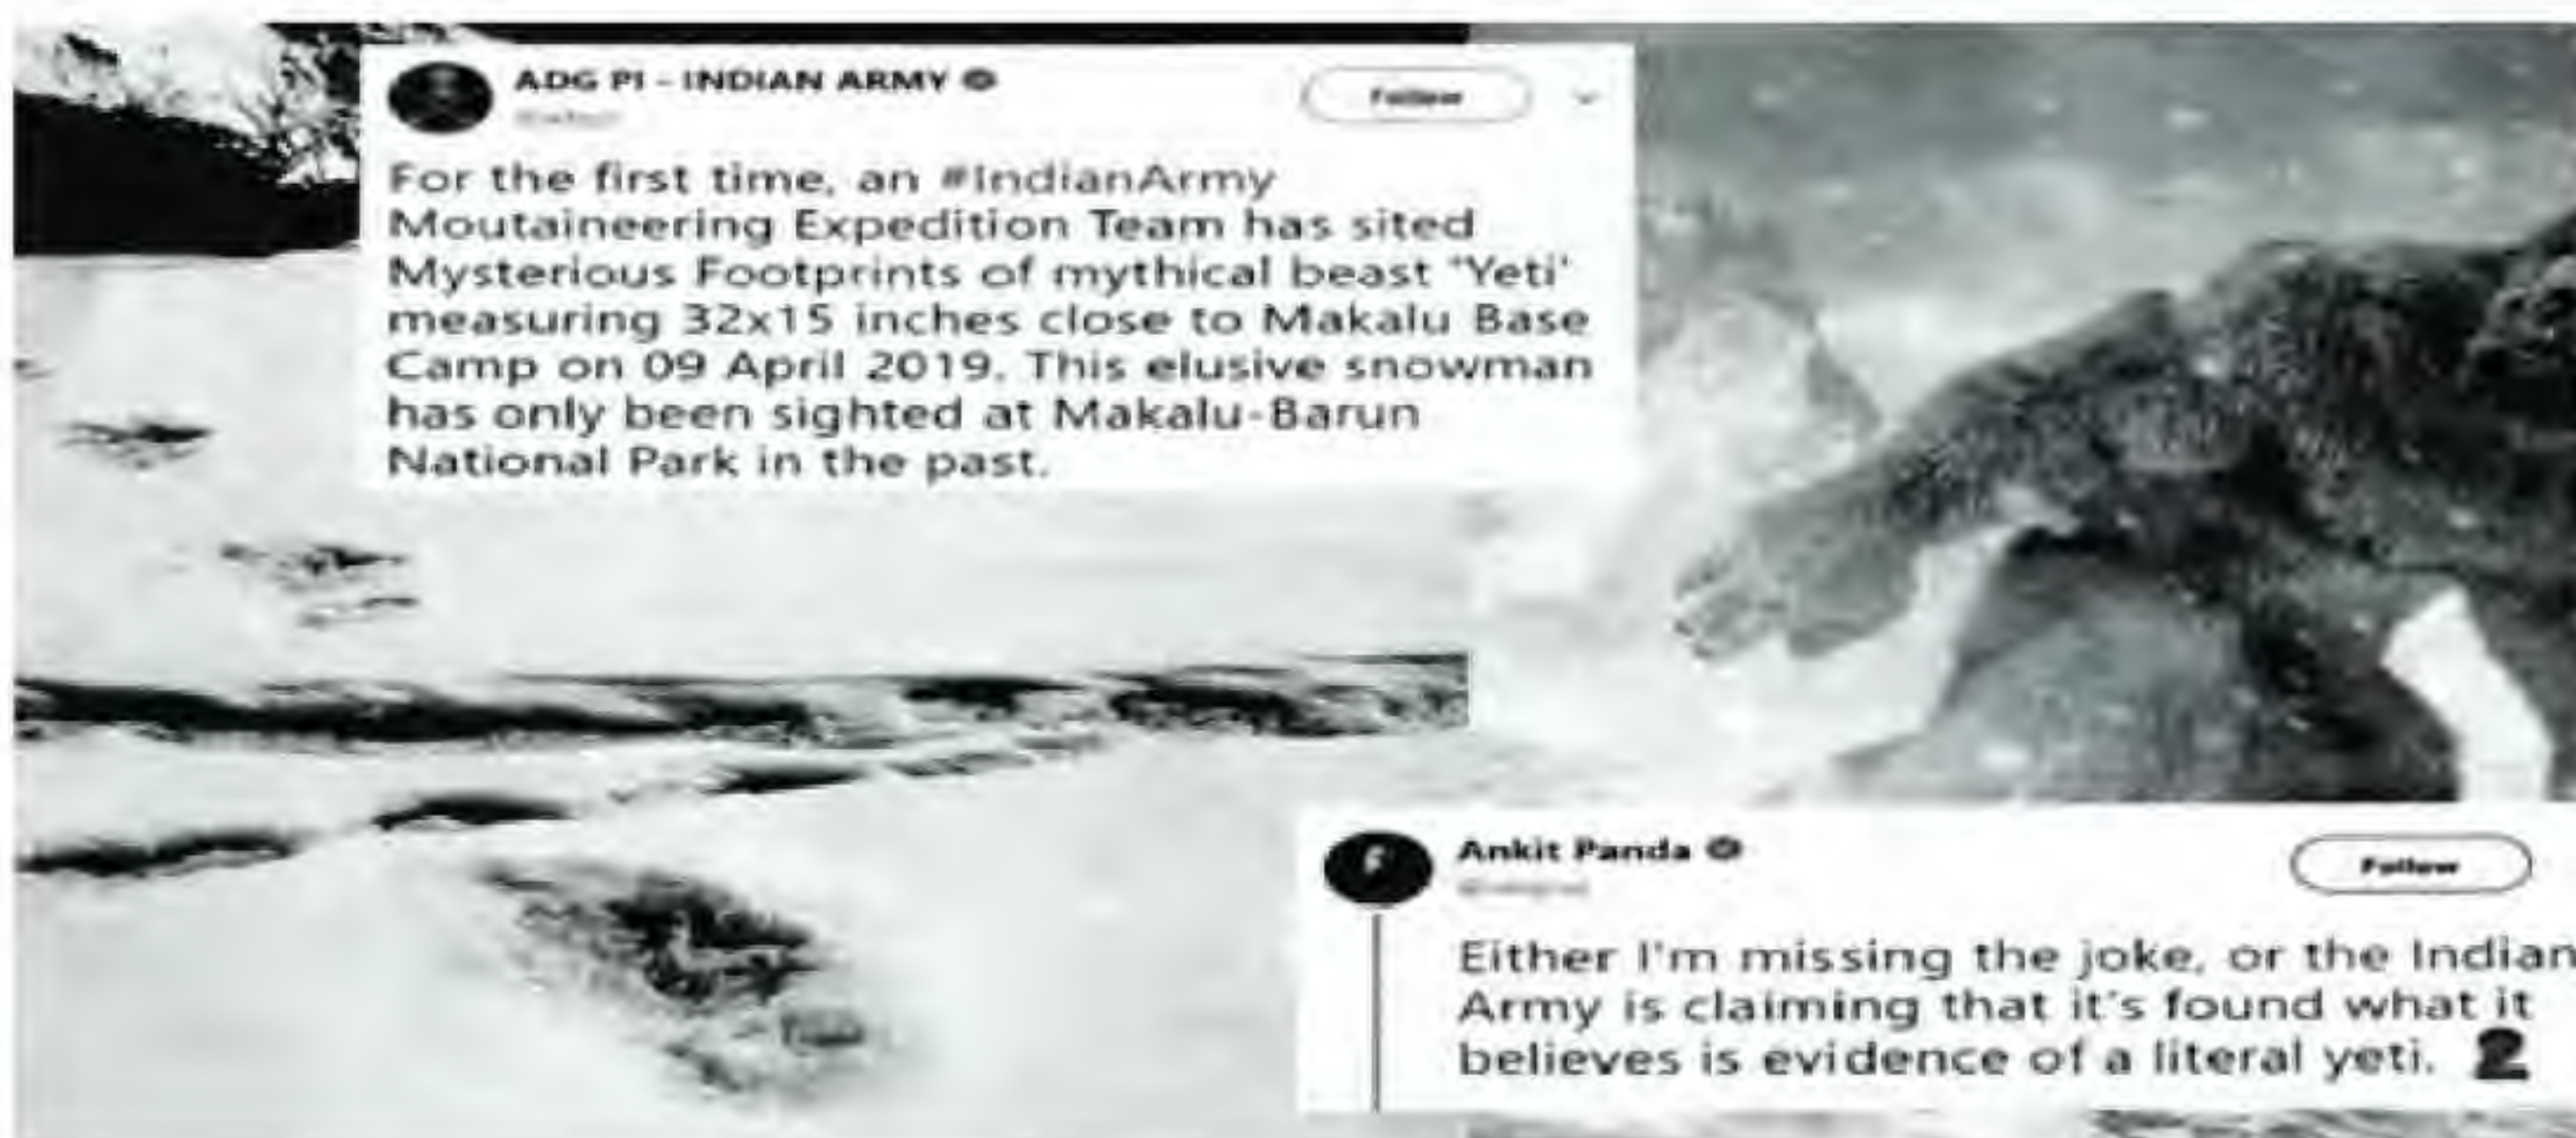 ADG PI - INDIAN ARMY
Follow
For the first time, an #IndianArmy
Moutaineering Expedition Team has sited
Mysterious Footprints of mythical beast 'Yeti'
measuring 32x15 inches close to Makalu Base
Camp on 09 April 2019. This elusive snowman
has only been sighted at Makalu-Barun
National Park in the past.
Ankit Panda
Follow
Either I'm missing the joke, or the Indian
Army is claiming that it's found what it
believes is evidence of a literal yeti. 2